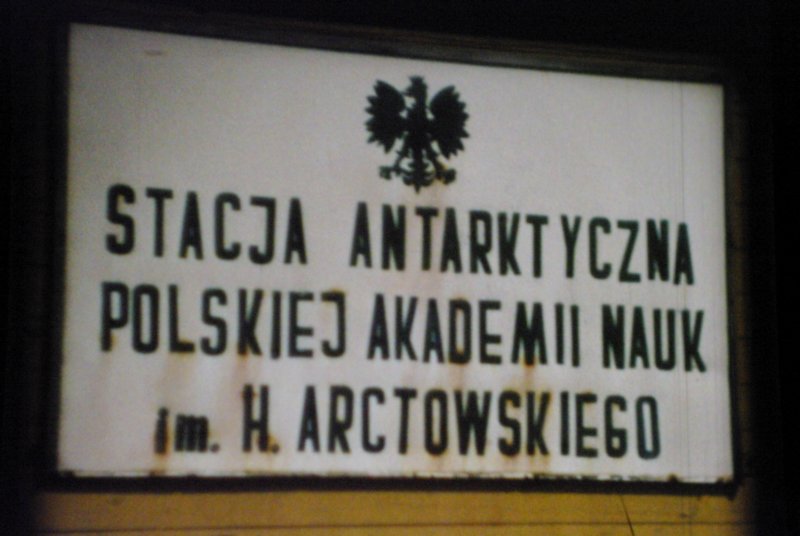 STACJA ANTARKTYCZNA
POLSKIEJ AKADEMII NAUK
im. H. ARCTOWSKIEGO